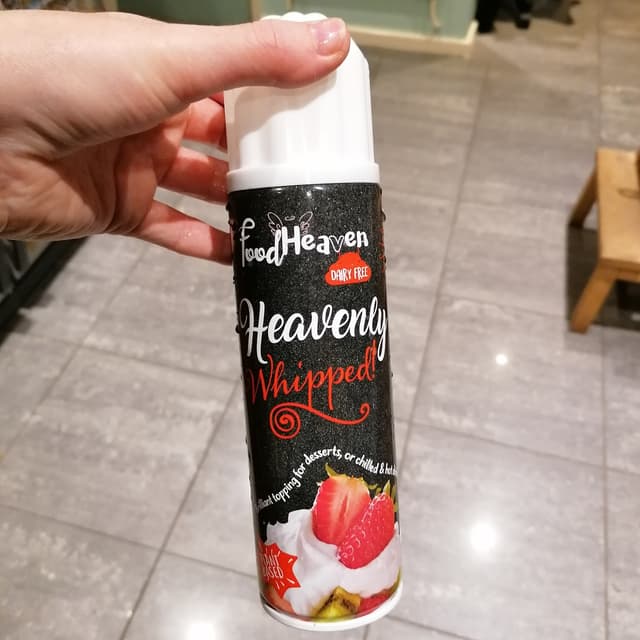 FoodHeaven
DAIRY FREE
Heavenly
Whipped!
topping for desserts, or chilled & hot